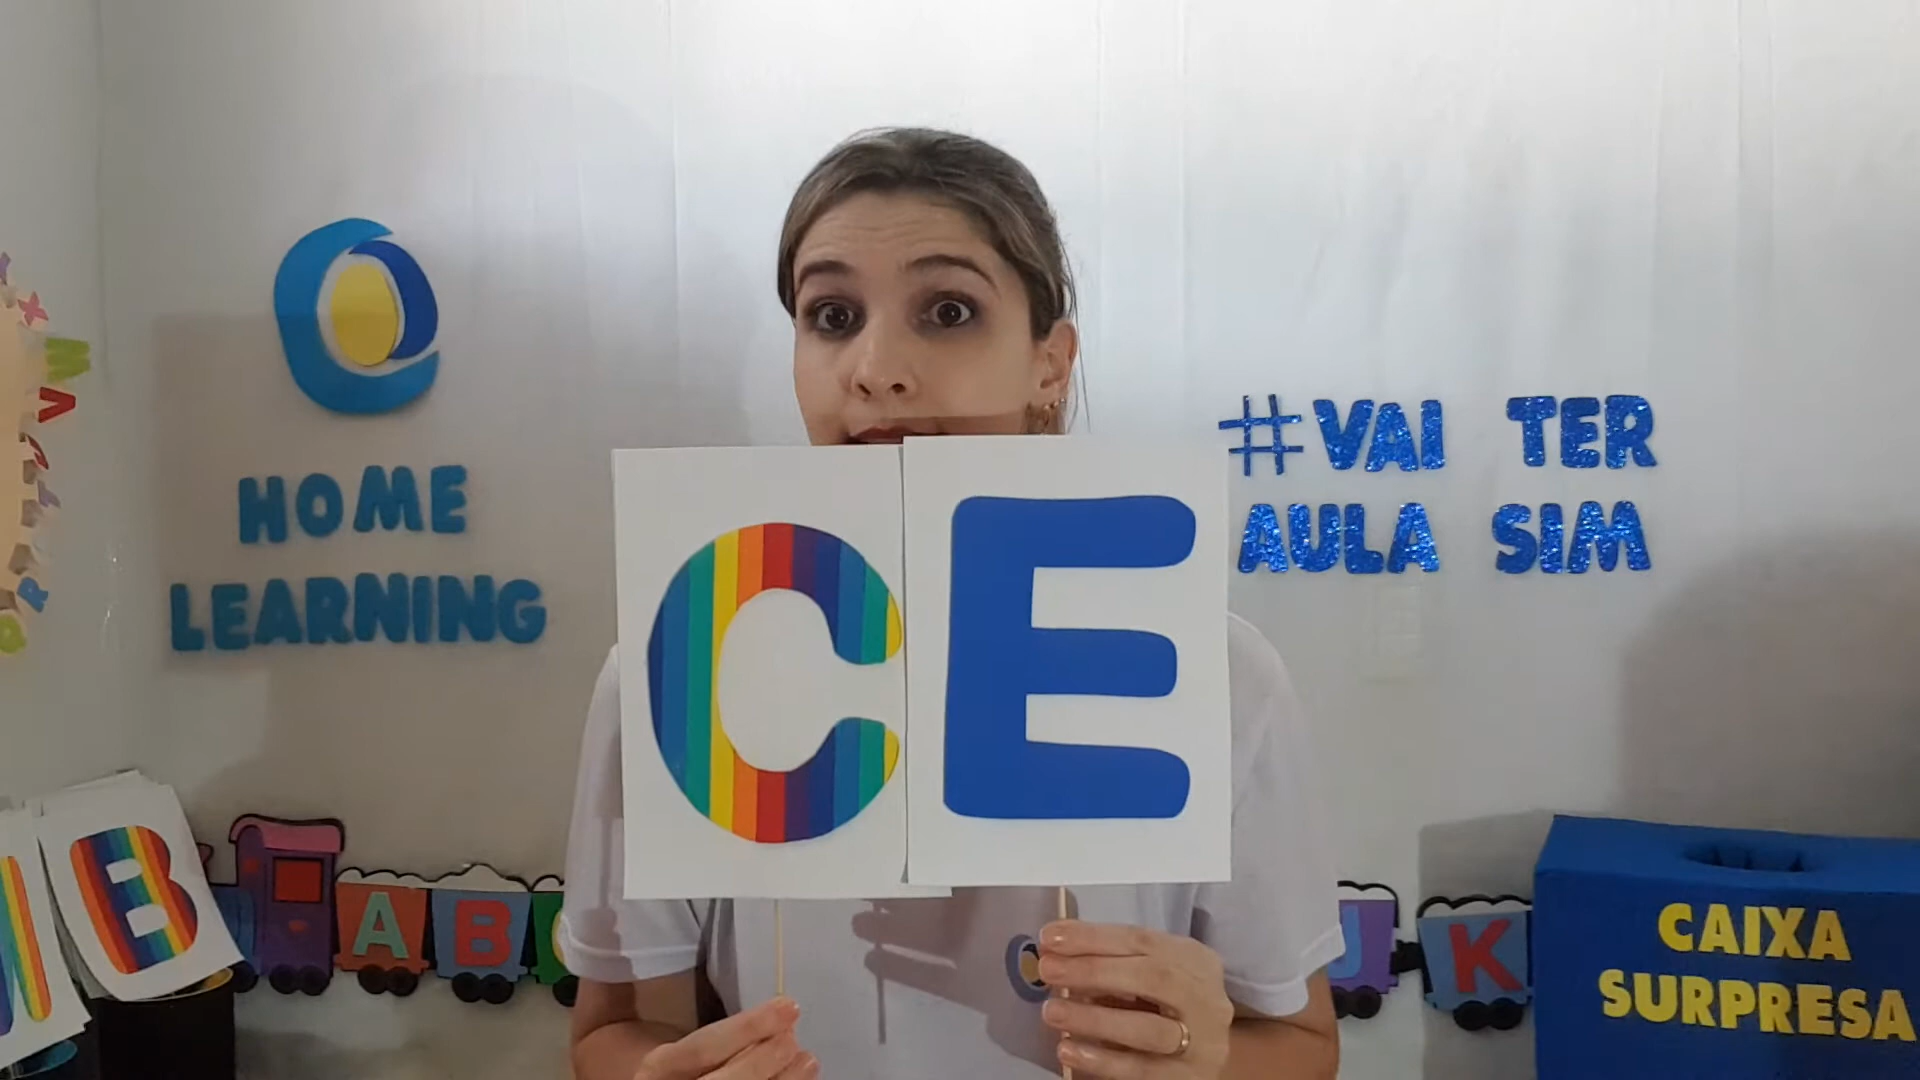 HOME
LEARNING
#VAI TER
AULA SIM
CE
B
A B
J K
CAIXA
SURPRESA